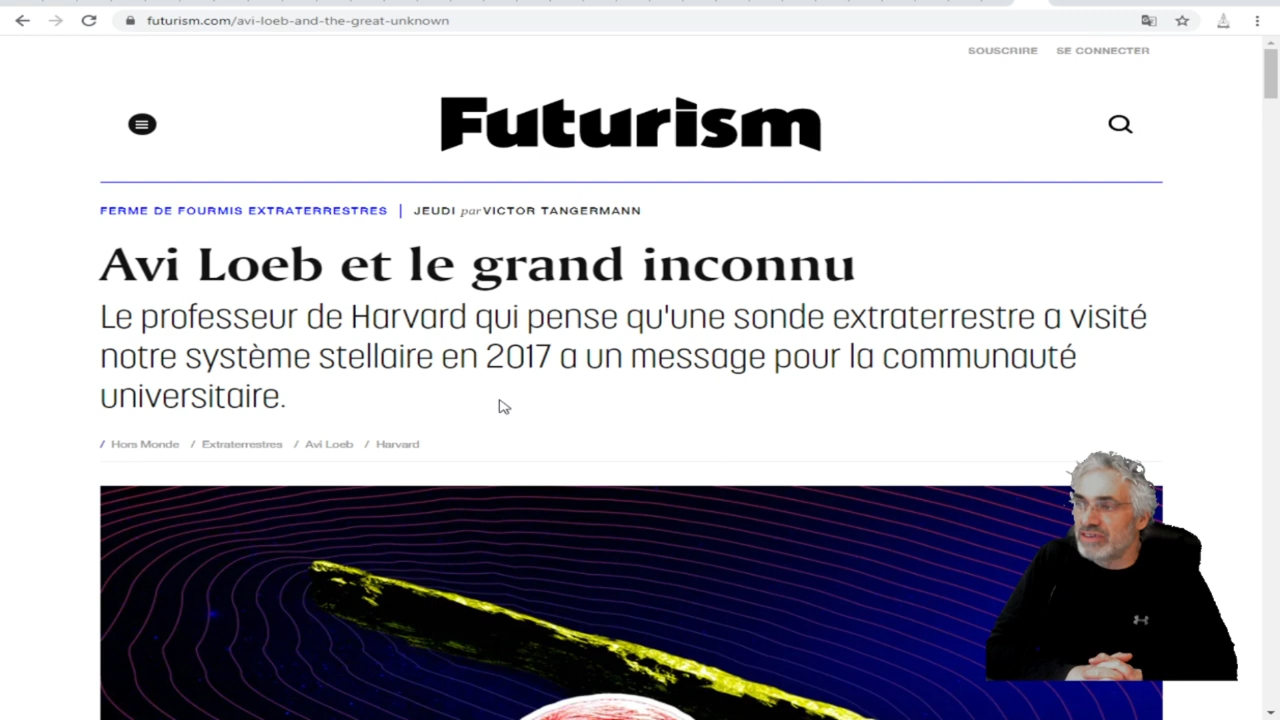 futurism.com/avi-loeb-and-the-great-unknown
SOUSCRIRE SE CONNECTER
Futurism
FERME DE FOURMIS EXTRATERRESTRES | JEUDI par VICTOR TANGERMANN
Avi Loeb et le grand inconnu
Le professeur de Harvard qui pense qu'une sonde extraterrestre a visité
notre système stellaire en 2017 a un message pour la communauté
universitaire.
/ Hors Monde / Extraterrestres / Avi Loeb / Harvard